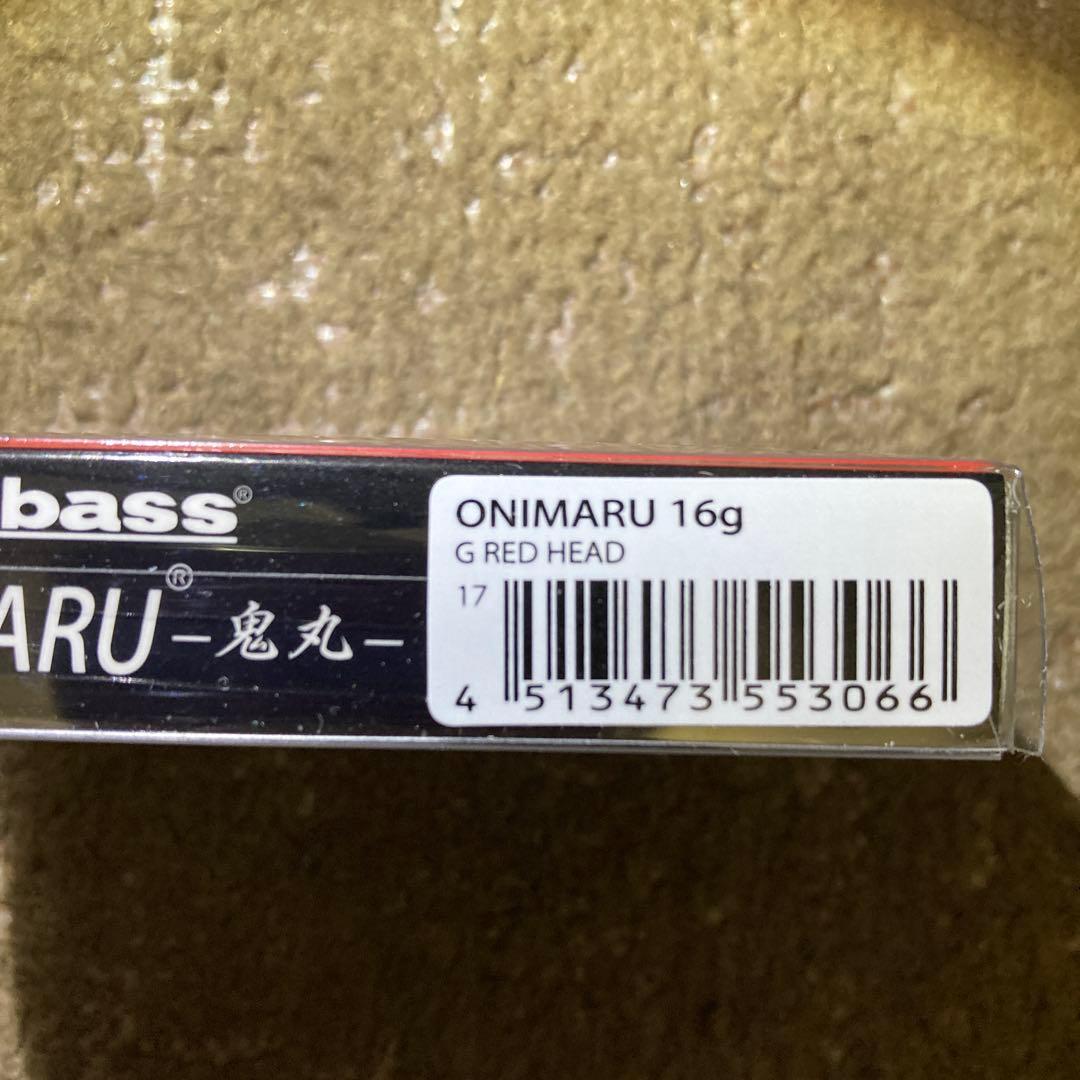 bass®
ARU® -鬼丸-
ONIMARU 16g
G RED HEAD
17
4 513473 553066